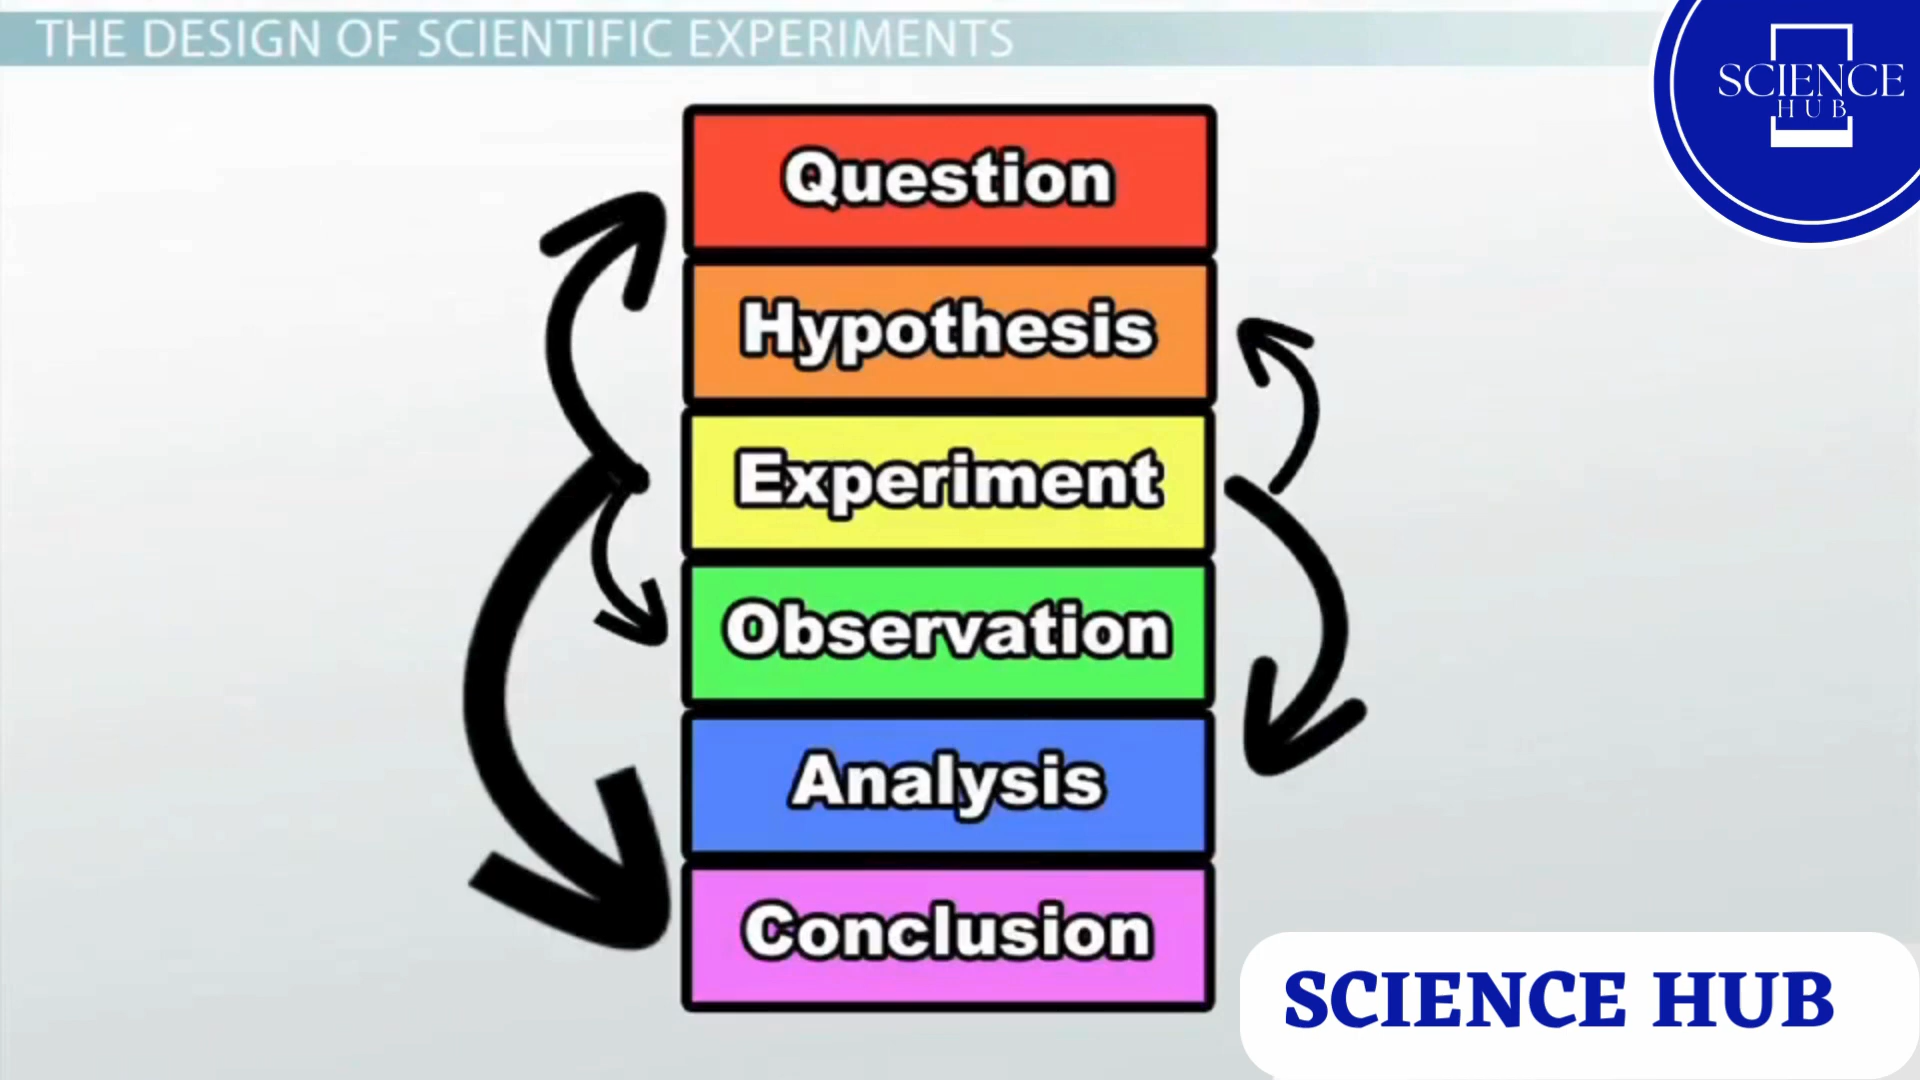 THE DESIGN OF SCIENTIFIC EXPERIMENTS
SCIENCE
HUB
Question
Hypothesis
Experiment
Observation
Analysis
Conclusion
SCIENCE HUB